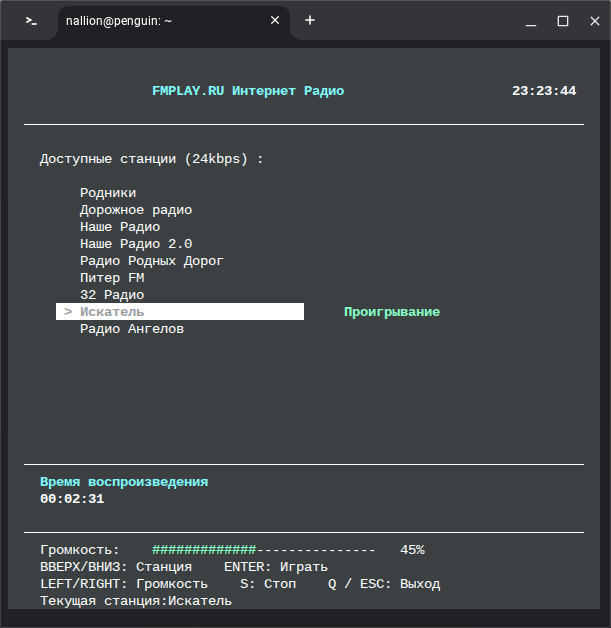 nallion@penguin: ~
FMPLAY.RU Интернет Радио 23:23:44
Доступные станции (24kbps) :
Родники
Дорожное радио
Наше Радио
Наше Радио 2.0
Радио Родных Дорог
Питер FM
32 Радио
> Искатель Проигрывание
Радио Ангелов
Время воспроизведения
00:02:31
Громкость: #############--------------- 45%
ВВЕРХ/ВНИЗ: Станция ENTER: Играть
LEFT/RIGHT: Громкость S: Стоп Q / ESC: Выход
Текущая станция:Искатель